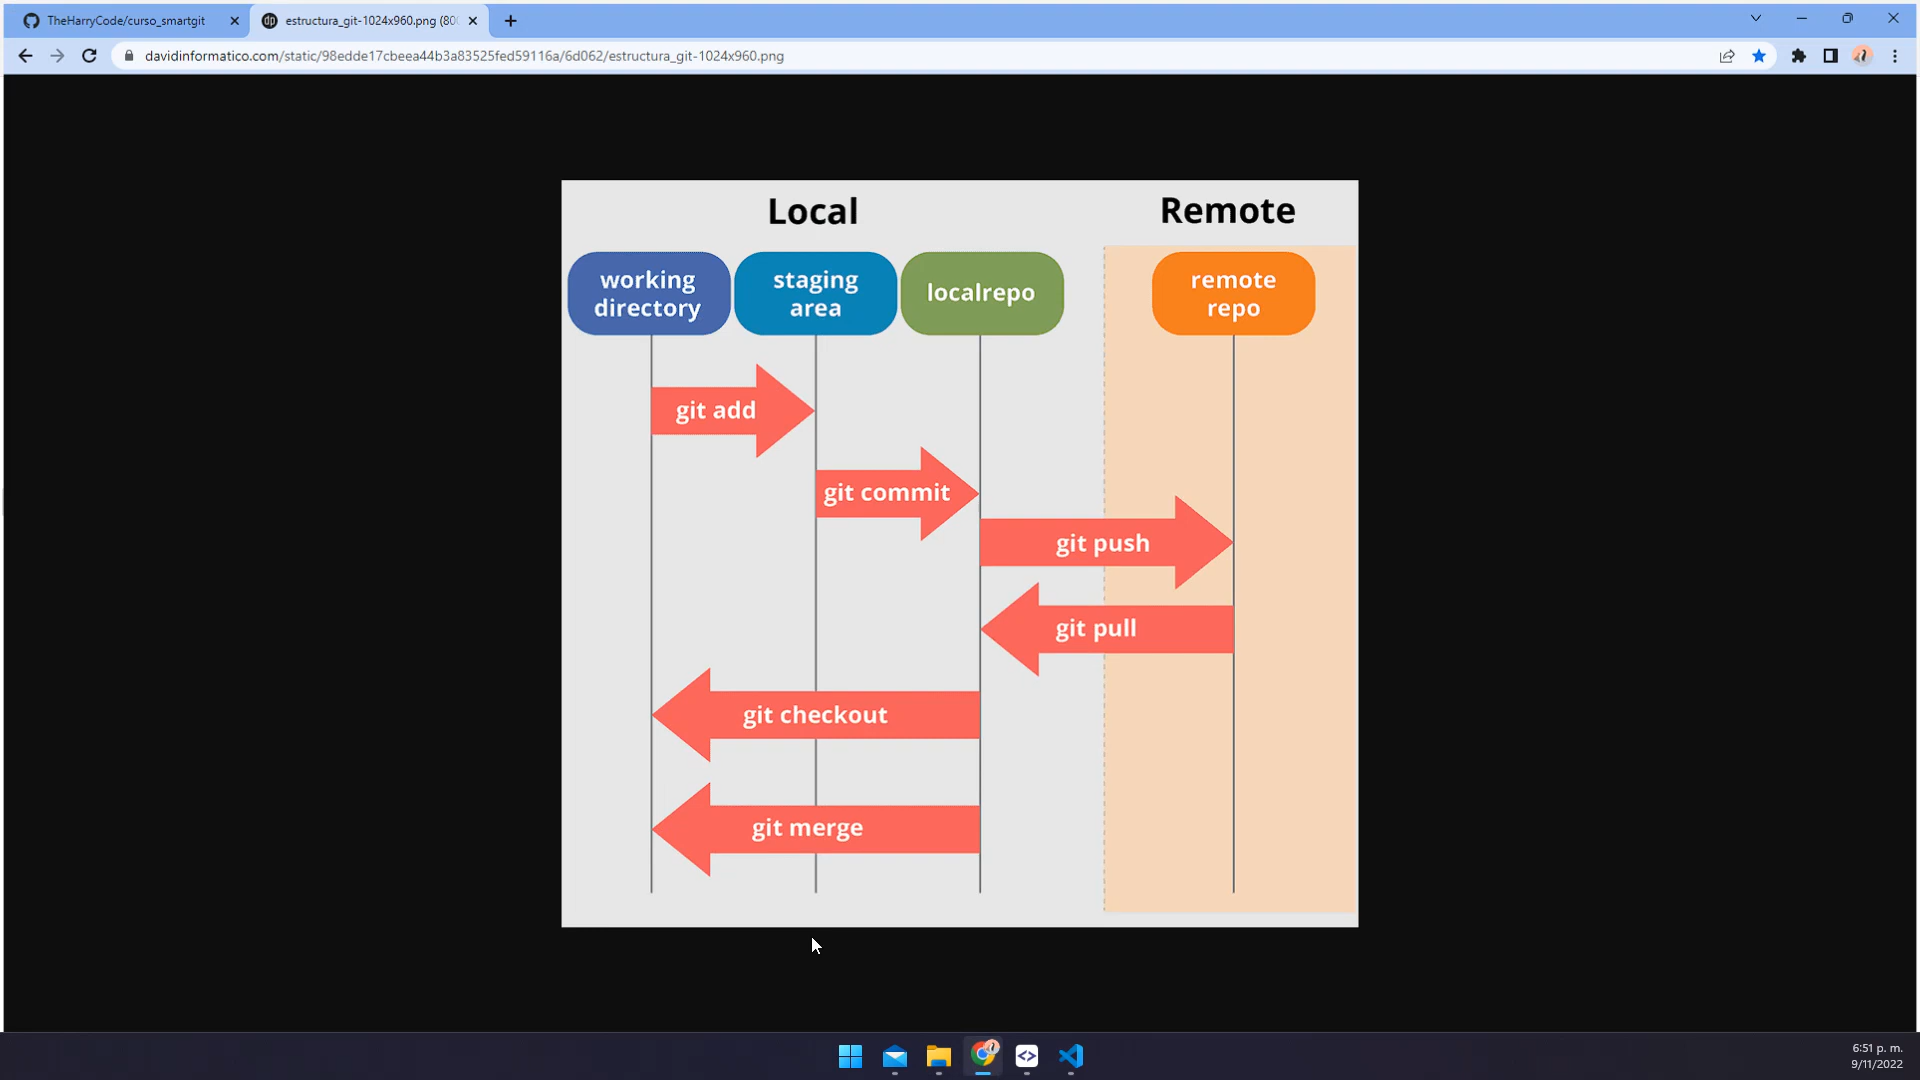 TheHarryCode/curso_smartgit
estructura_git-1024x960.png (80
davidinformatico.com/static/98edde17cbeea44b3a83525fed59116a/6d062/estructura_git-1024x960.png
Local
Remote
working
directory
staging
area
localrepo
remote
repo
git add
git commit
git push
git pull
git checkout
git merge
6:51 p. m.
9/11/2022